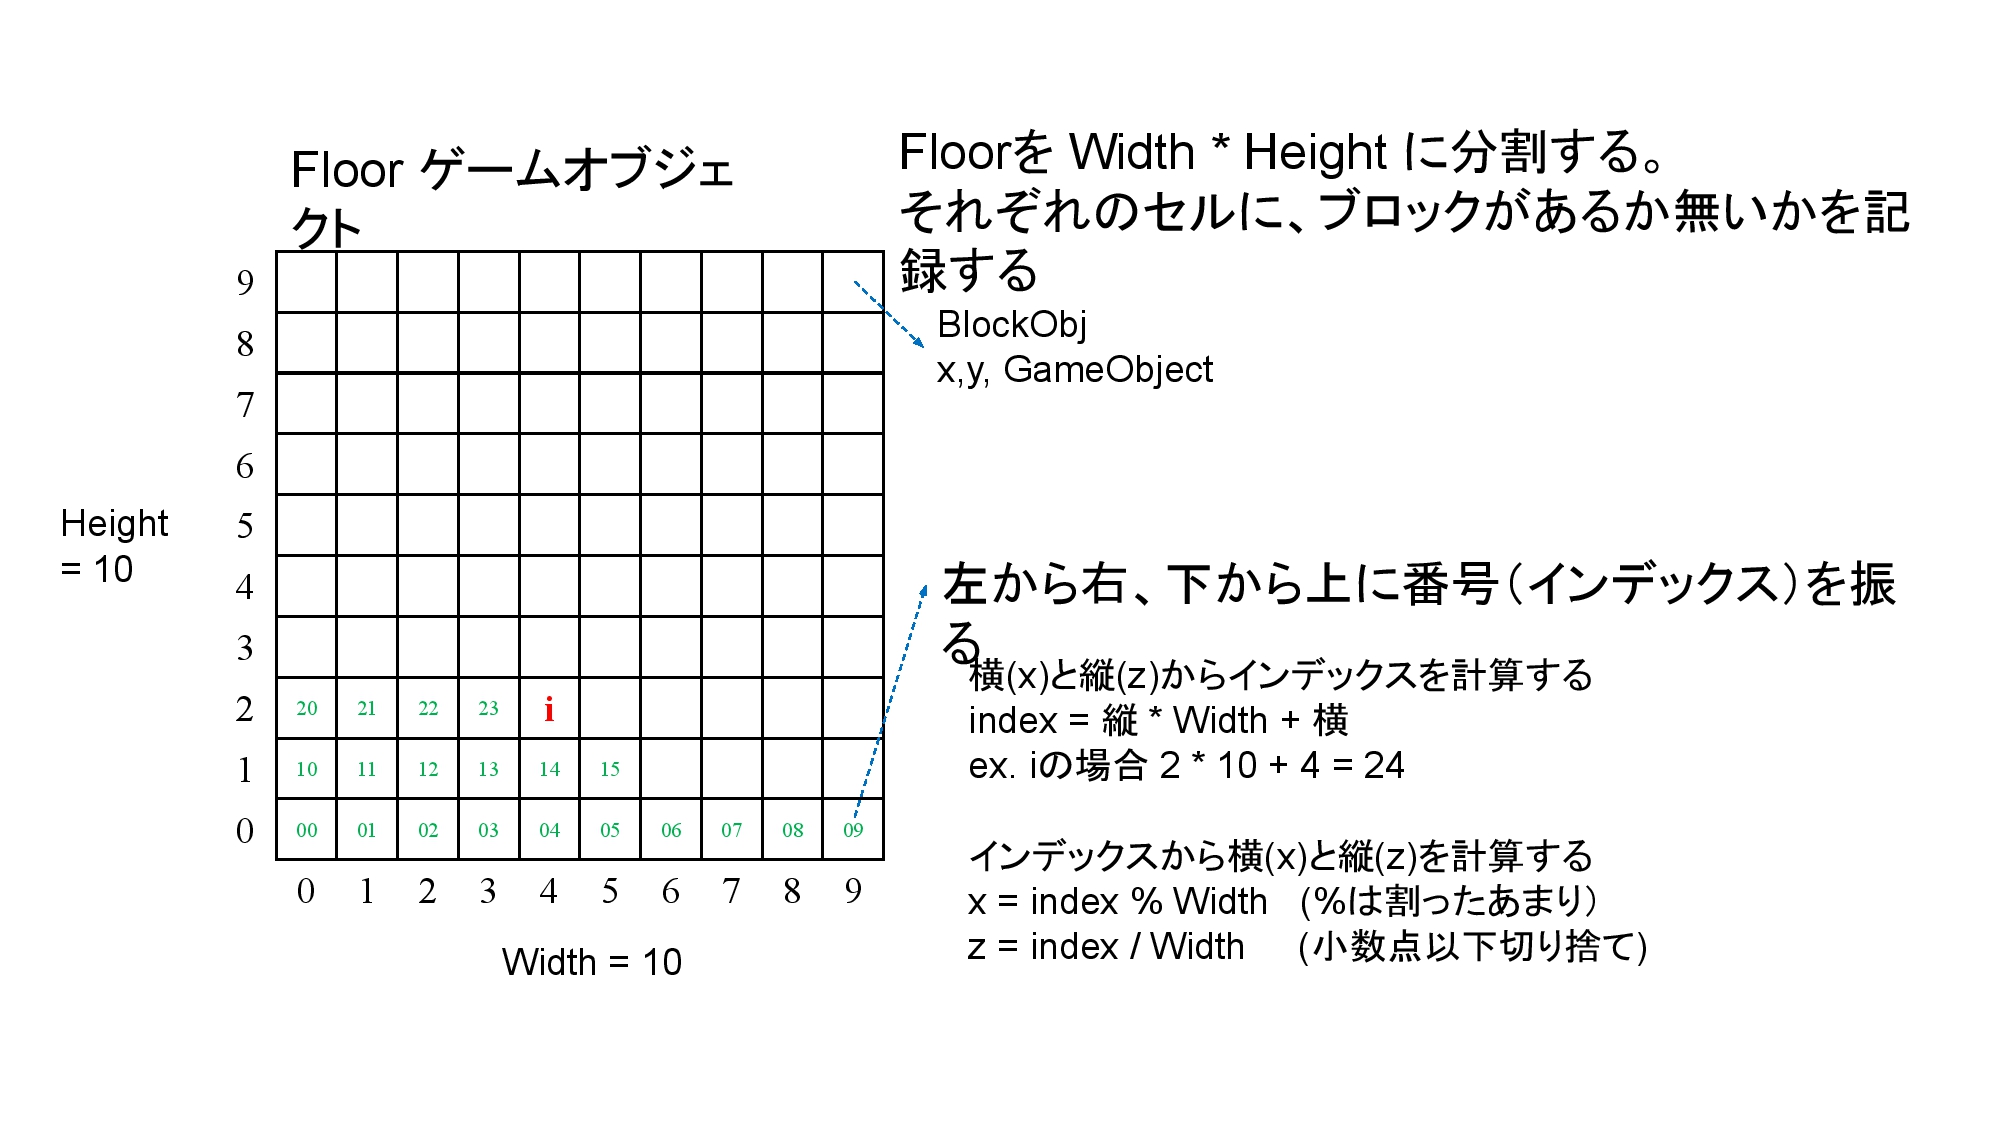 Floor ゲームオブジェ
クト
Floorを Width * Height に分割する。
それぞれのセルに、ブロックがあるか無いかを記
録する
BlockObj
x,y, GameObject
9
8
7
6
5
4
3
2
1
0
Height
= 10
20 21 22 23 i
10 11 12 13 14 15
00 01 02 03 04 05 06 07 08 09
0 1 2 3 4 5 6 7 8 9
Width = 10
左から右、下から上に番号（インデックス）を振
る
横(x)と縦(z)からインデックスを計算する
index = 縦 * Width + 横
ex. iの場合 2 * 10 + 4 = 24
インデックスから横(x)と縦(z)を計算する
x = index % Width (%は割ったあまり）
z = index / Width (小数点以下切り捨て)